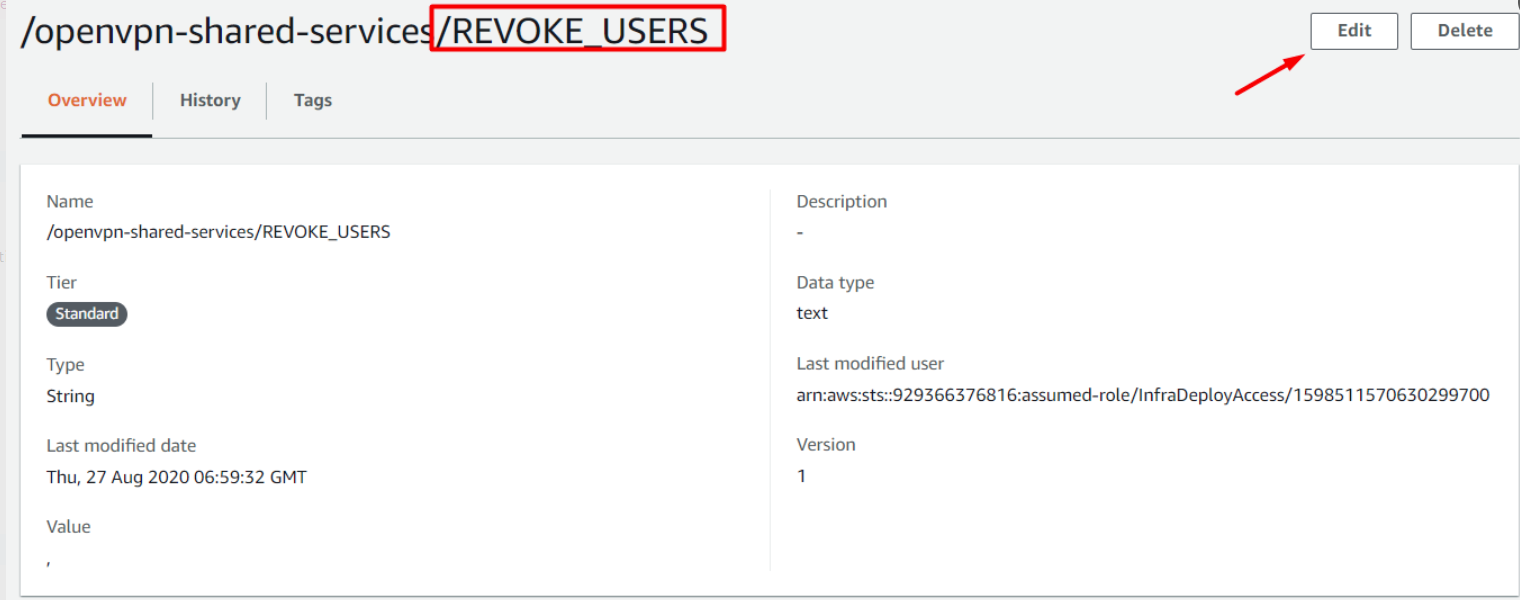 /openvpn-shared-services/REVOKE_USERS
Edit
Delete
Overview
History
Tags
Name
/openvpn-shared-services/REVOKE_USERS
Tier
Standard
Type
String
Last modified date
Thu, 27 Aug 2020 06:59:32 GMT
Value
,
Description
-
Data type
text
Last modified user
arn:aws:sts::929366376816:assumed-role/InfraDeployAccess/1598511570630299700
Version
1